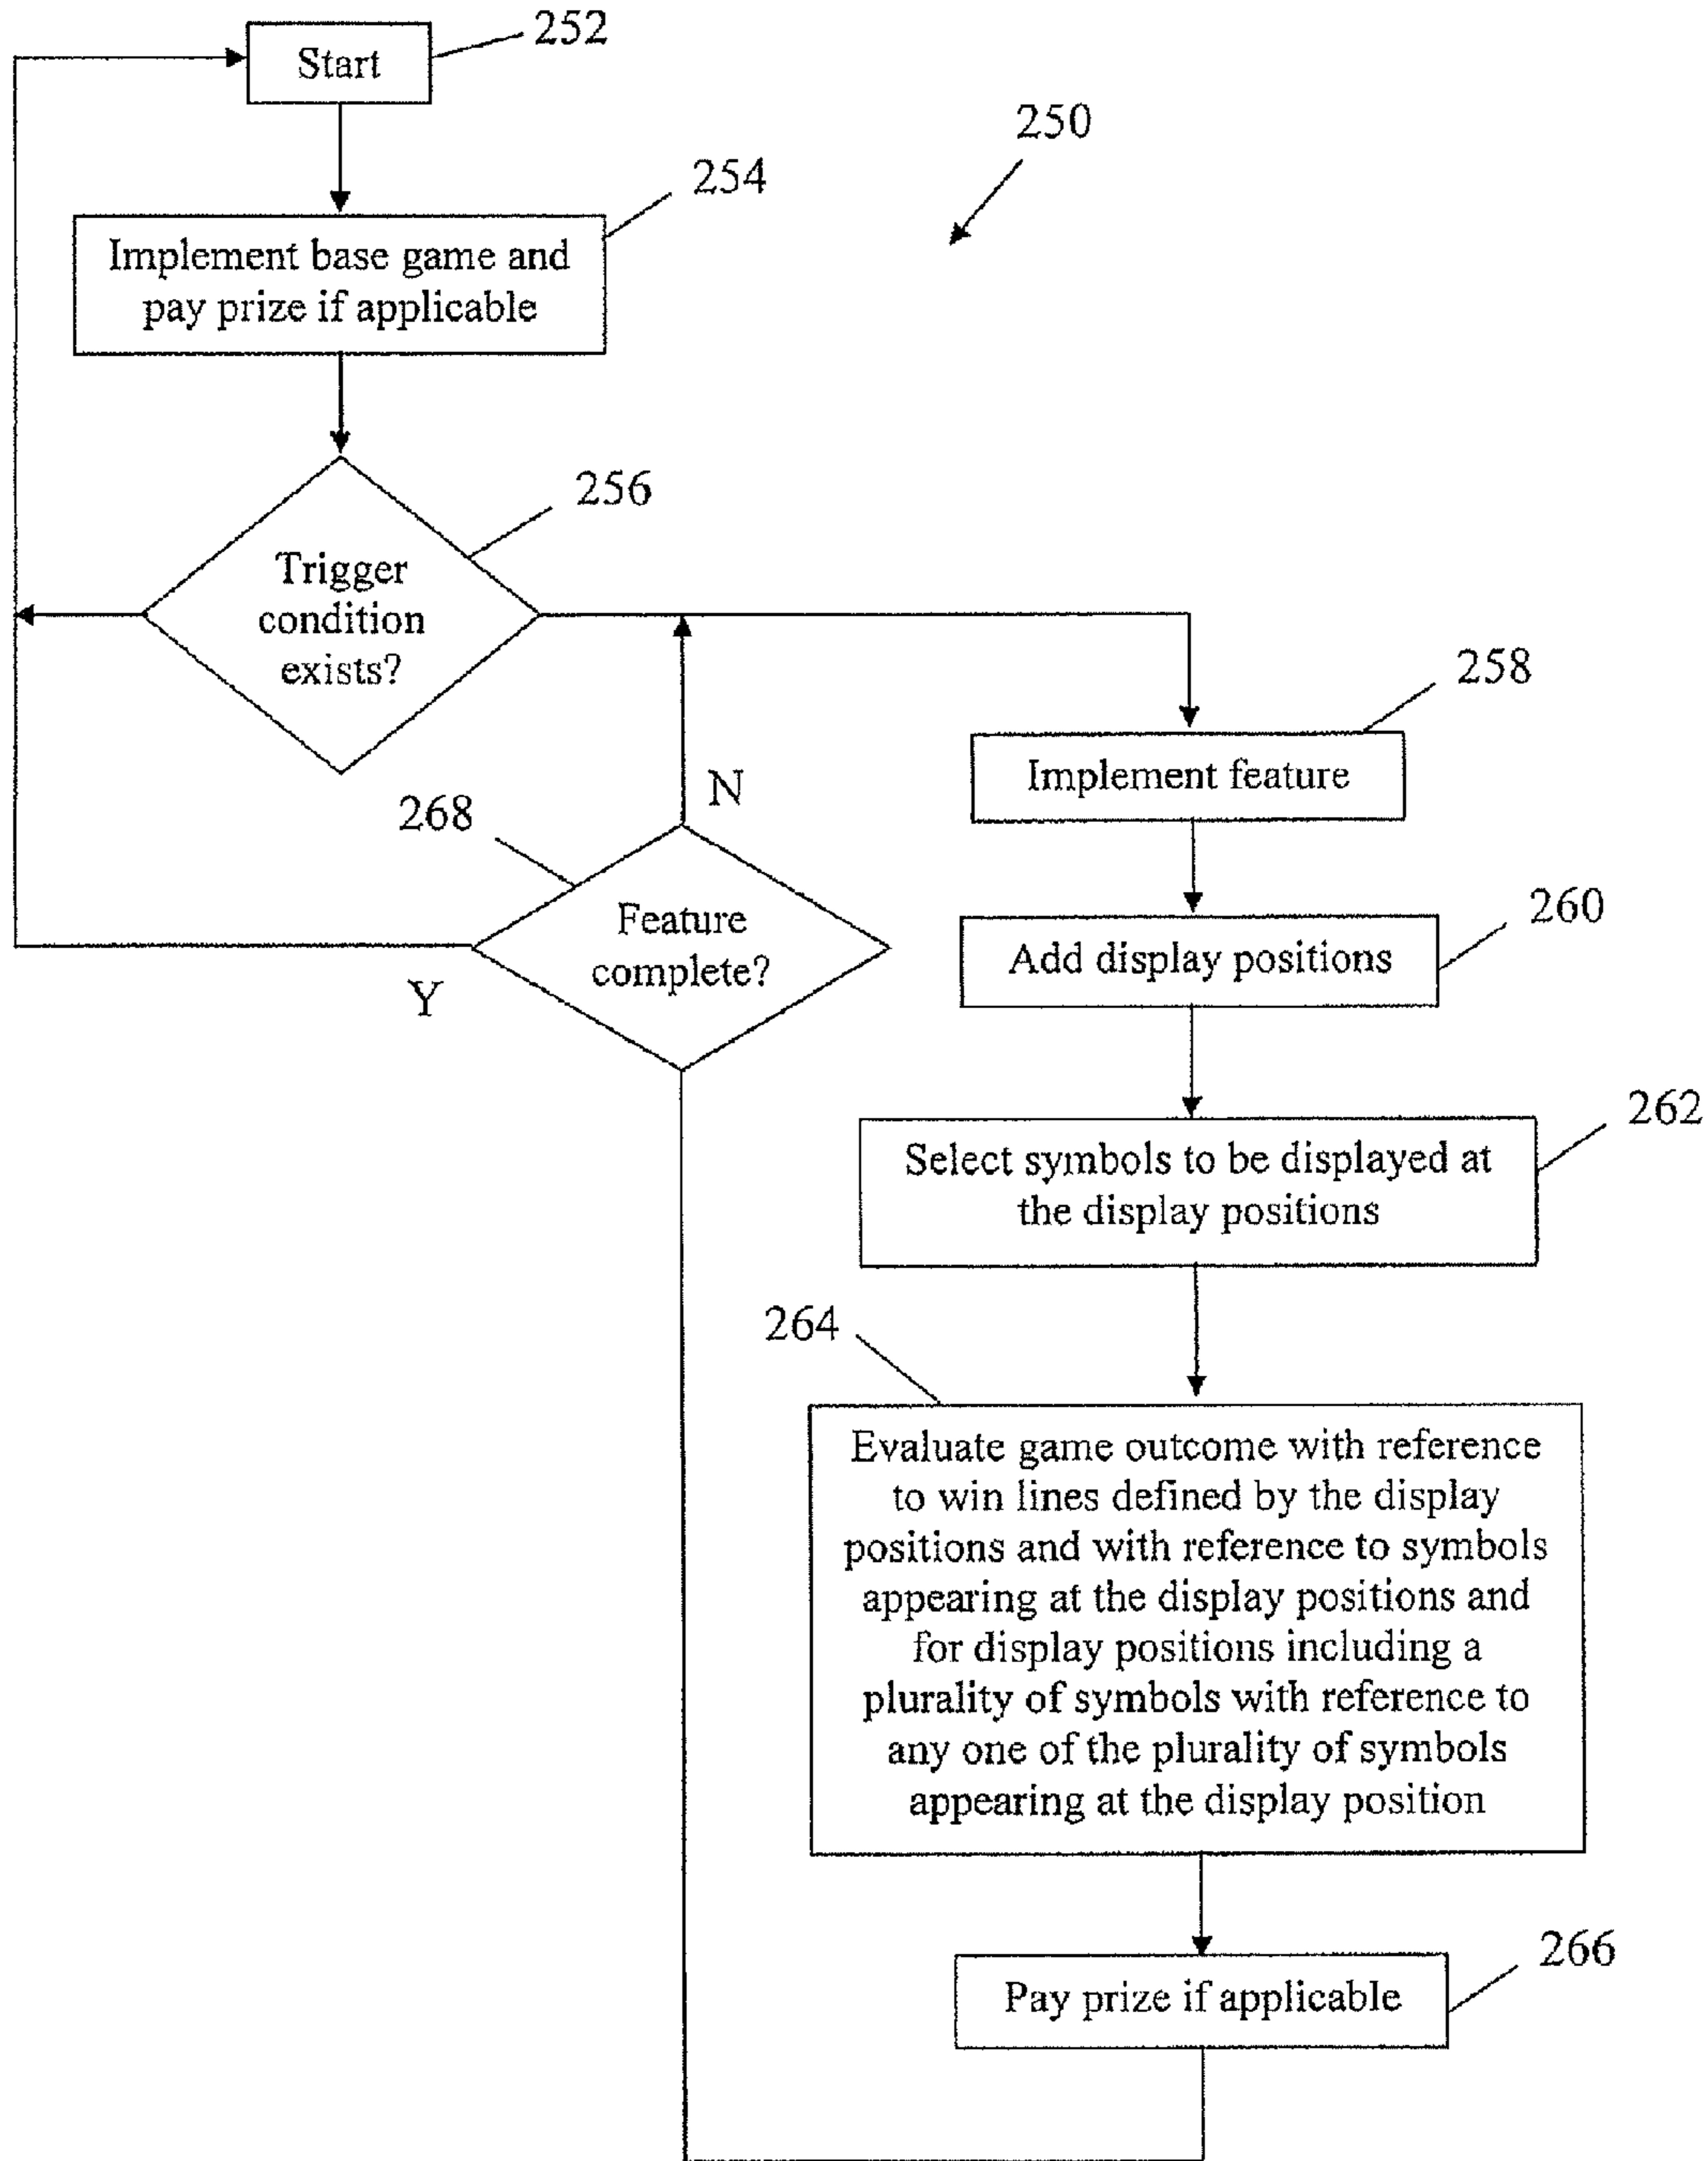 252
Start
250
254
Implement base game and
pay prize if applicable
256
Trigger
condition
exists?
258
Implement feature
N
268
Feature
complete?
Y
260
Add display positions
262
Select symbols to be displayed at
the display positions
264
Evaluate game outcome with reference
to win lines defined by the display
positions and with reference to symbols
appearing at the display positions and
for display positions including a
plurality of symbols with reference to
any one of the plurality of symbols
appearing at the display position
266
Pay prize if applicable